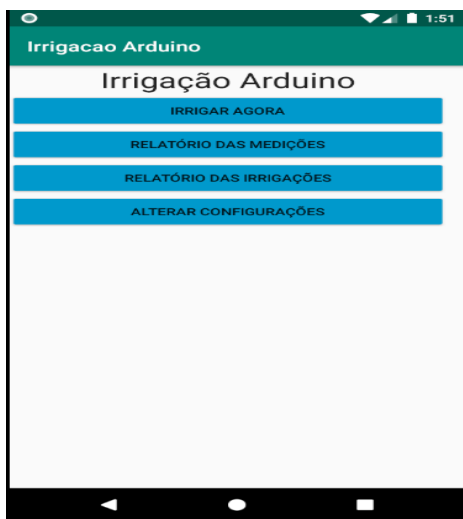 1:51
Irrigacao Arduino
Irrigação Arduino
IRRIGAR AGORA
RELATÓRIO DAS MEDIÇÕES
RELATÓRIO DAS IRRIGAÇÕES
ALTERAR CONFIGURAÇÕES